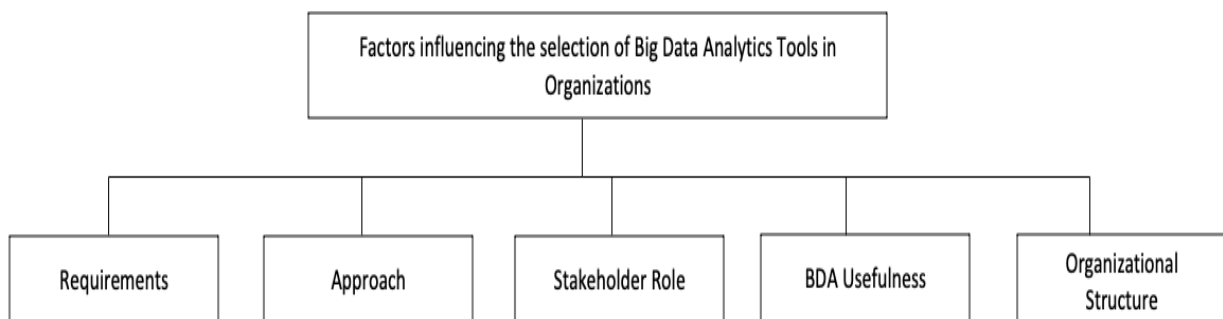 Factors influencing the selection of Big Data Analytics Tools in
Organizations
Requirements
Approach
Stakeholder Role
BDA Usefulness
Organizational
Structure